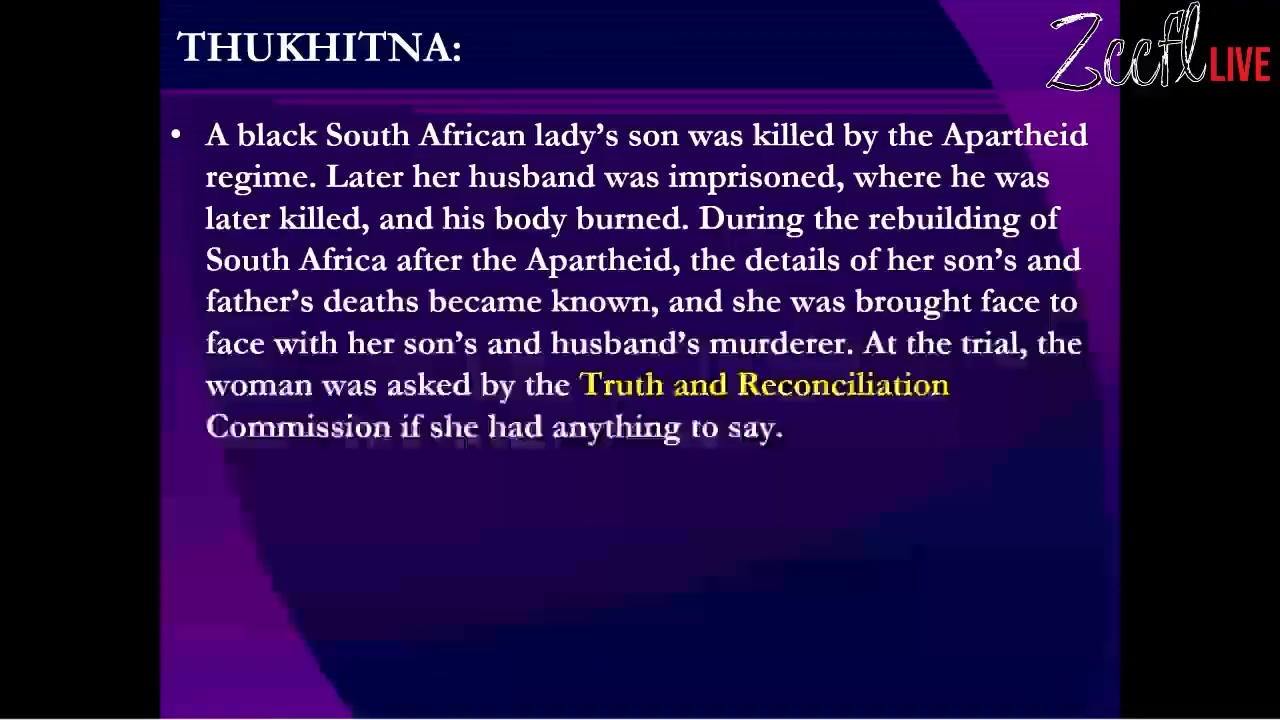 THUKHITNA:
Zccfl LIVE
• A black South African lady’s son was killed by the Apartheid
regime. Later her husband was imprisoned, where he was
later killed, and his body burned. During the rebuilding of
South Africa after the Apartheid, the details of her son’s and
father’s deaths became known, and she was brought face to
face with her son’s and husband’s murderer. At the trial, the
woman was asked by the Truth and Reconciliation
Commission if she had anything to say.